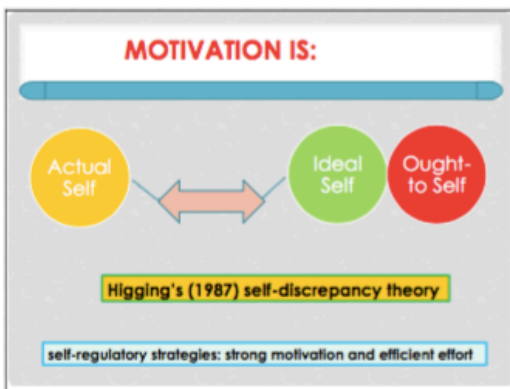 MOTIVATION IS:
Actual
Self
Ideal
Self
Ought-
to Self
Higging's (1987) self-discrepancy theory
self-regulatory strategies: strong motivation and efficient effort